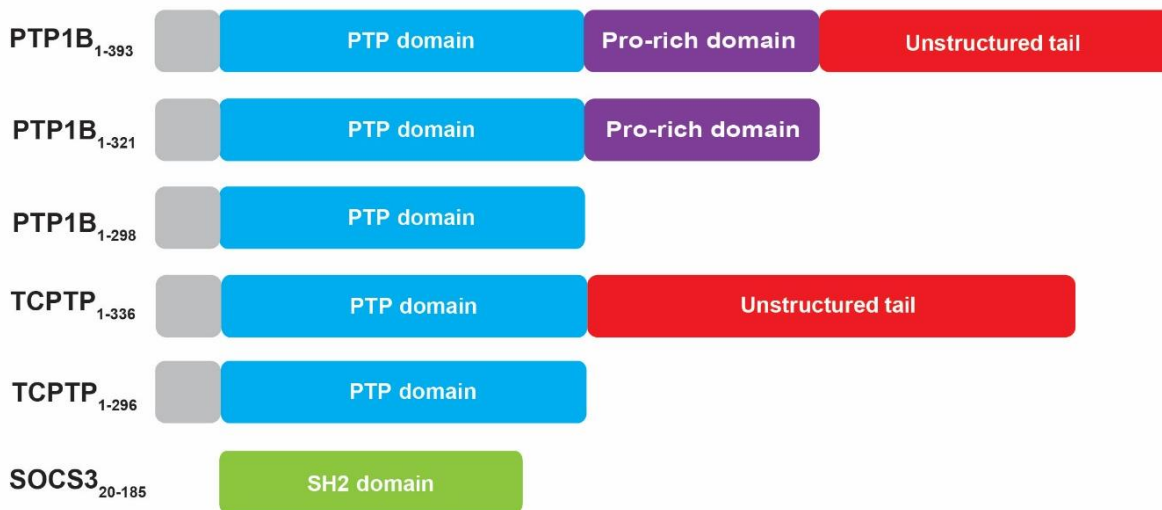 PTP1B1-393 PTP domain Pro-rich domain Unstructured tail
PTP1B1-321 PTP domain Pro-rich domain
PTP1B1-298 PTP domain
TCPTP1-336 PTP domain Unstructured tail
TCPTP1-296 PTP domain
SOCS320-185 SH2 domain